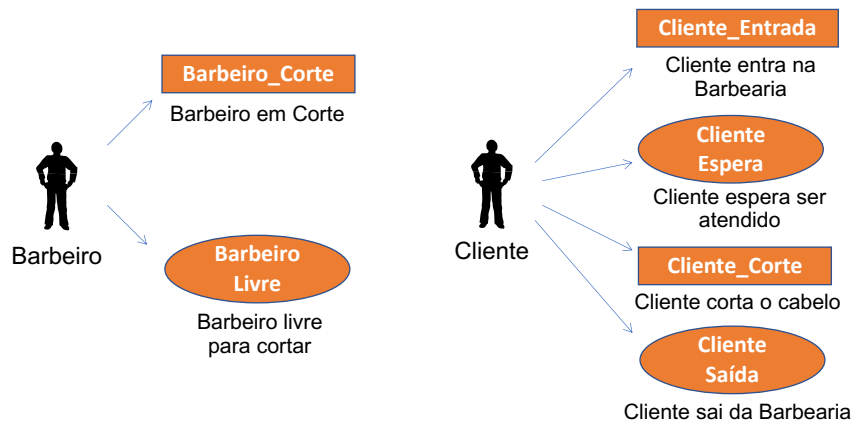 Barbeiro_Corte
Barbeiro em Corte
Barbeiro
Barbeiro
Livre
Barbeiro livre
para cortar
Cliente_Entrada
Cliente entra na
Barbearia
Cliente
Espera
Cliente espera ser
atendido
Cliente
Cliente_Corte
Cliente corta o cabelo
Cliente
Saída
Cliente sai da Barbearia